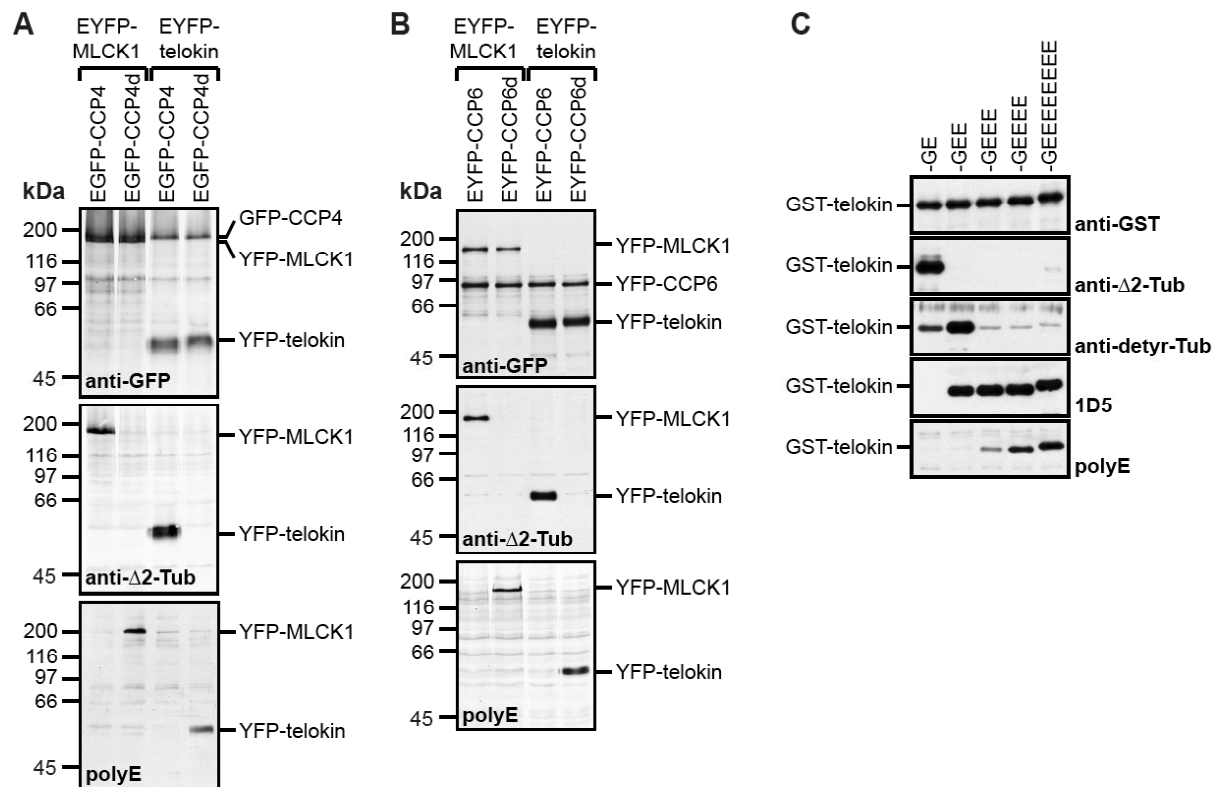 A
EYFP-
MLCK1
EYFP-
telokin
EGFP-CCP4
EGFP-CCP4d
EGFP-CCP4
EGFP-CCP4d
kDa
200
116
97
66
45
GFP-CCP4
YFP-MLCK1
YFP-telokin
anti-GFP
200
116
97
66
45
YFP-MLCK1
YFP-telokin
anti-Δ2-Tub
200
116
97
66
45
YFP-MLCK1
YFP-telokin
polyE
B
EYFP-
MLCK1
EYFP-
telokin
EYFP-CCP6
EYFP-CCP6d
EYFP-CCP6
EYFP-CCP6d
kDa
200
116
97
66
45
YFP-MLCK1
YFP-CCP6
YFP-telokin
anti-GFP
200
116
97
66
45
YFP-MLCK1
YFP-telokin
anti-Δ2-Tub
200
116
97
66
45
YFP-MLCK1
YFP-telokin
polyE
C
-GE
-GEE
-GEEE
-GEEEE
-GEEEEEEEEE
GST-telokin
anti-GST
GST-telokin
anti-Δ2-Tub
GST-telokin
anti-detyr-Tub
GST-telokin
1D5
GST-telokin
polyE